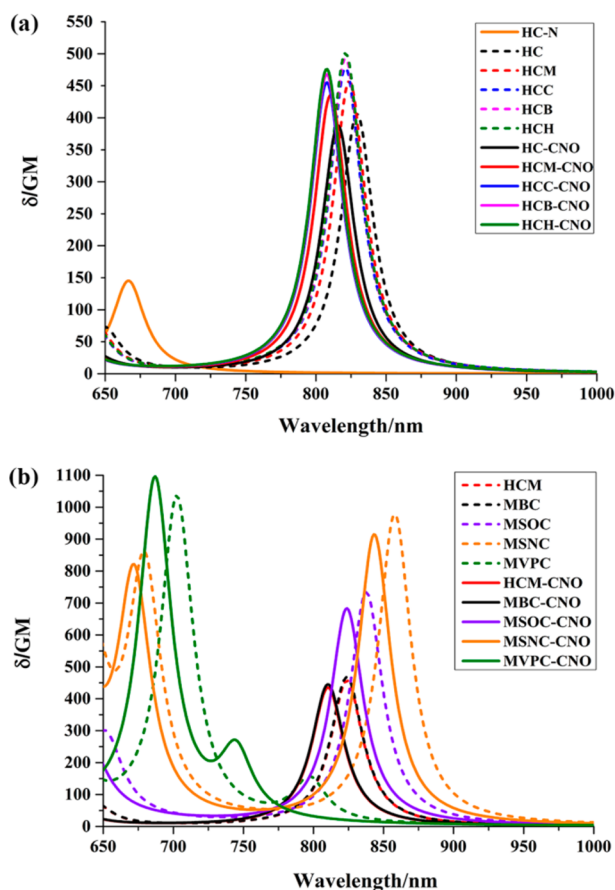 (a)
δ/GM
550
500
450
400
350
300
250
200
150
100
50
0
650 700 750 800 850 900 950 1000
Wavelength/nm
HC-N
HC
HCM
HCC
HCB
HCH
HC-CNO
HCM-CNO
HCC-CNO
HCB-CNO
HCH-CNO
(b)
δ/GM
1100
1000
900
800
700
600
500
400
300
200
100
0
650 700 750 800 850 900 950 1000
Wavelength/nm
HCM
MBC
MSOC
MSNC
MVPC
HCM-CNO
MBC-CNO
MSOC-CNO
MSNC-CNO
MVPC-CNO